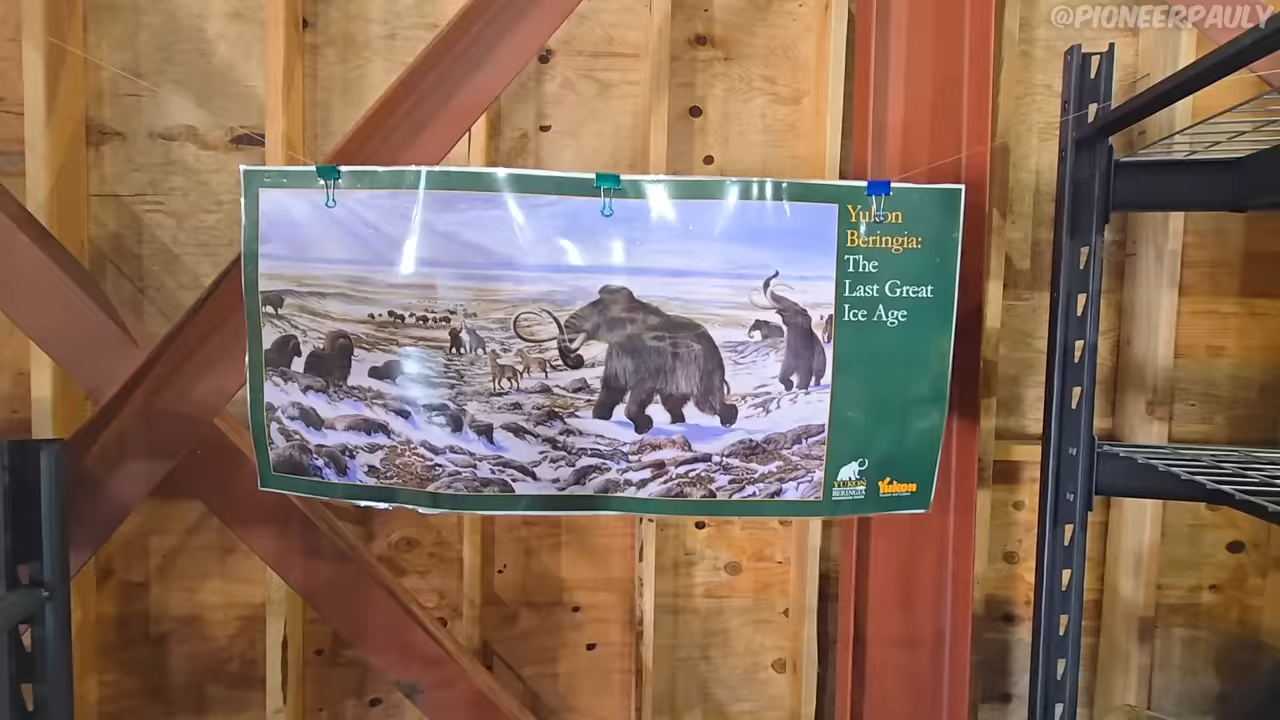 @PIONEERPAULY
Yukon
Beringia:
The
Last Great
Ice Age
YUKON
BERINGIA
Yukon